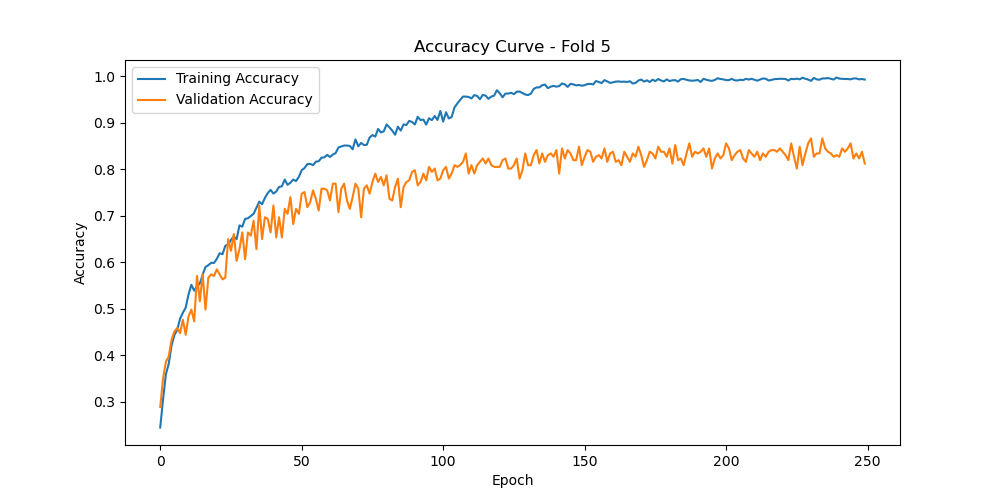 Accuracy Curve - Fold 5
Training Accuracy
Validation Accuracy
Accuracy
1.0
0.9
0.8
0.7
0.6
0.5
0.4
0.3
0
50
100
150
200
250
Epoch